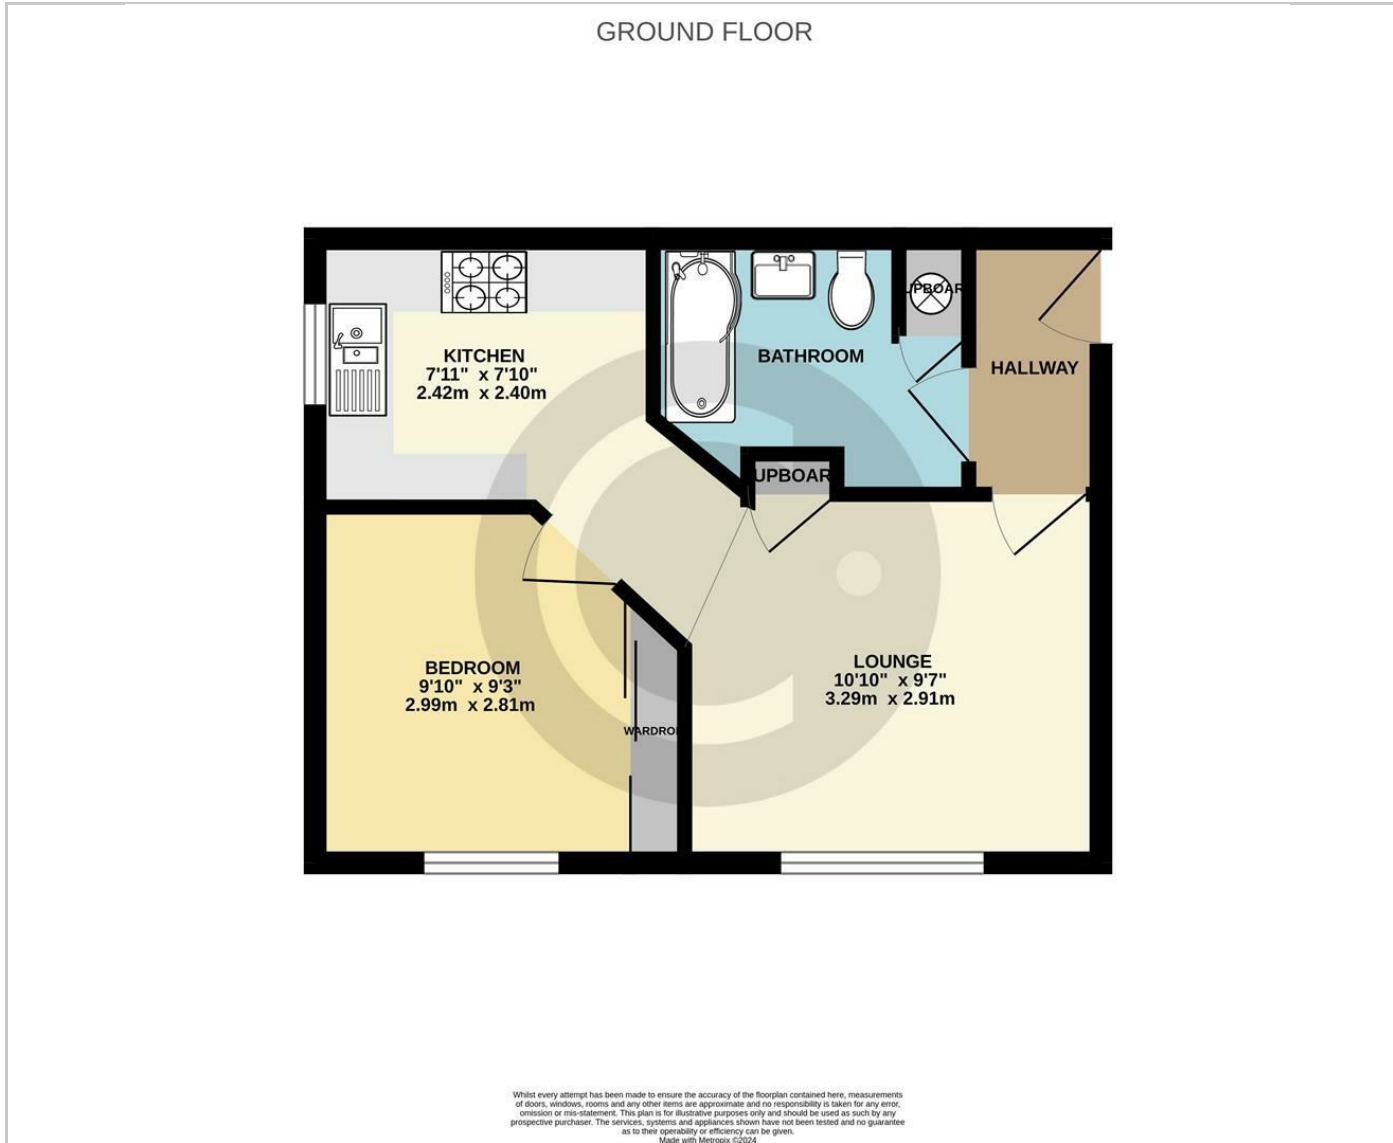 GROUND FLOOR
KITCHEN
7'11" x 7'10"
2.42m x 2.40m
BATHROOM
UPBOAR
HALLWAY
UPBOAR
BEDROOM
9'10" x 9'3"
2.99m x 2.81m
WARDRO
LOUNGE
10'10" x 9'7"
3.29m x 2.91m
Whilst every attempt has been made to ensure the accuracy of the floorplan contained here, measurements
of doors, windows, rooms and any other items are approximate and no responsibility is taken for any error,
omission or mis-statement. This plan is for illustrative purposes only and should be used as such by any
prospective purchaser. The services, systems and appliances shown have not been tested and no guarantee
as to their operability or efficiency can be given.
Made with Metropix ©2024